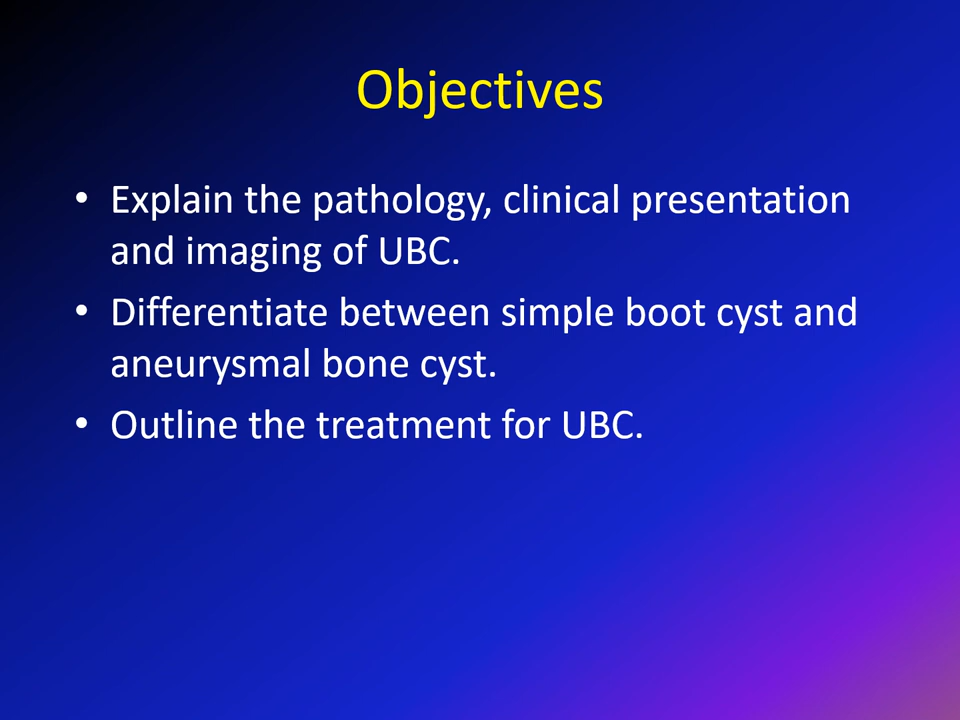 Objectives
• Explain the pathology, clinical presentation
and imaging of UBC.
• Differentiate between simple boot cyst and
aneurysmal bone cyst.
• Outline the treatment for UBC.